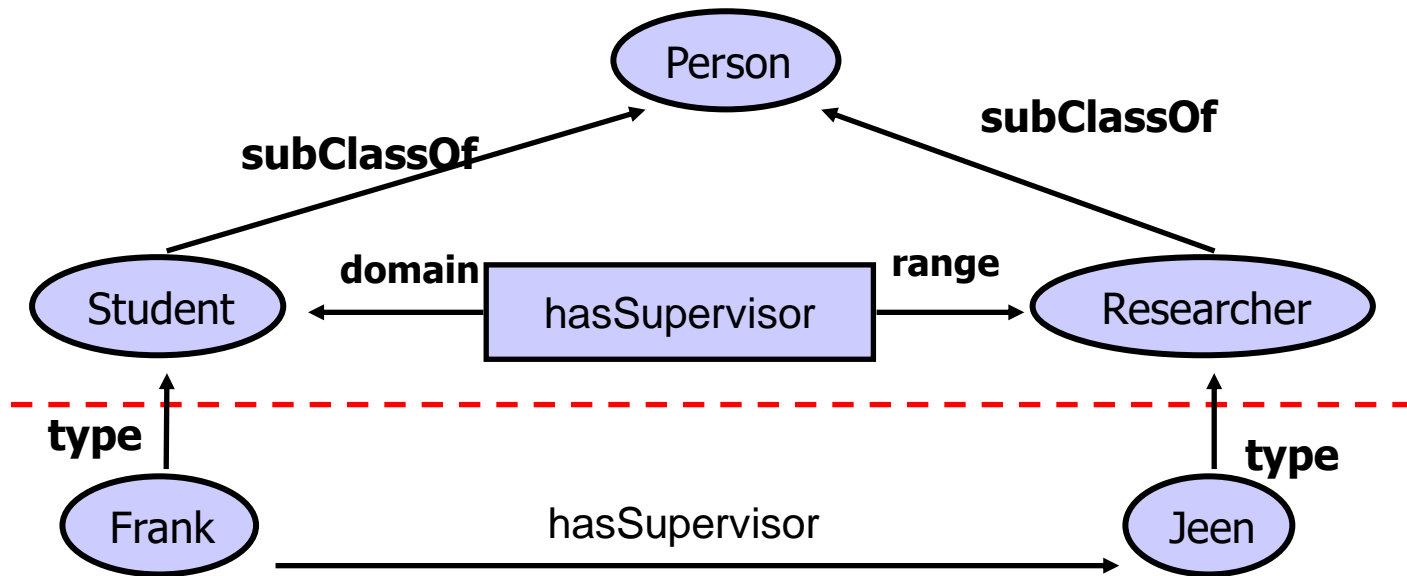 Person
subClassOf
subClassOf
domain
range
Student
hasSupervisor
Researcher
type
type
Frank
hasSupervisor
Jeen